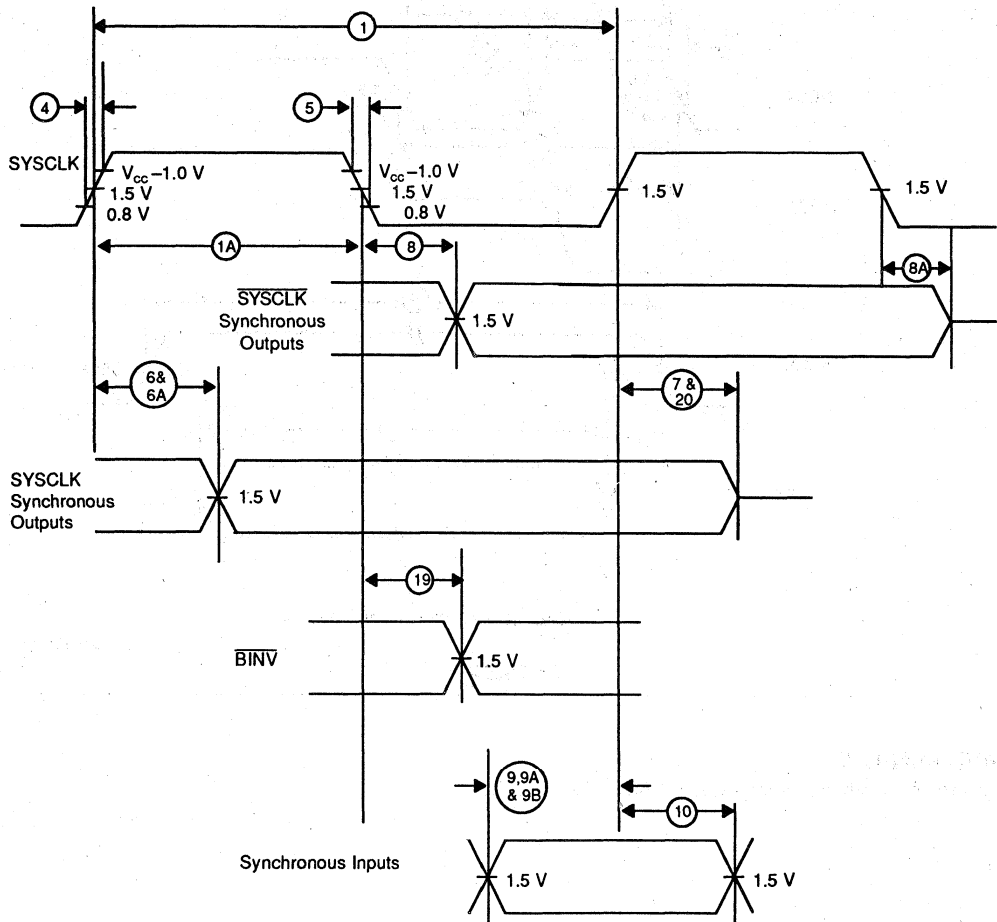 1
4
5
SYSCLK
V_CC–1.0 V
1.5 V
0.8 V
V_CC–1.0 V
1.5 V
0.8 V
1.5 V
1.5 V
1A
8
8A
SYSCLK
Synchronous
Outputs
1.5 V
6&
6A
7 &
20
SYSCLK
Synchronous
Outputs
1.5 V
19
BINV
1.5 V
9,9A
& 9B
10
Synchronous Inputs
1.5 V
1.5 V